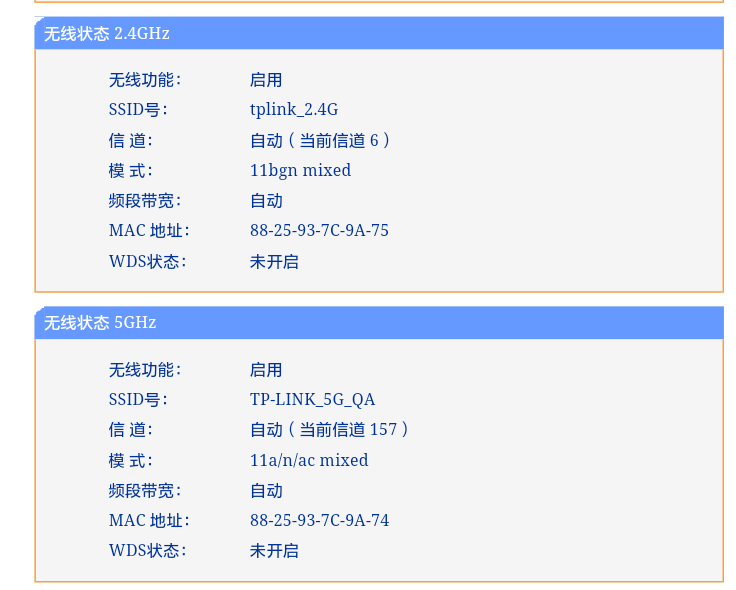 无线状态 2.4GHz
无线功能： 启用
SSID号： tplink_2.4G
信 道： 自动（当前信道 6）
模 式： 11bgn mixed
频段带宽： 自动
MAC 地址： 88-25-93-7C-9A-75
WDS状态： 未开启
无线状态 5GHz
无线功能： 启用
SSID号： TP-LINK_5G_QA
信 道： 自动（当前信道 157）
模 式： 11a/n/ac mixed
频段带宽： 自动
MAC 地址： 88-25-93-7C-9A-74
WDS状态： 未开启